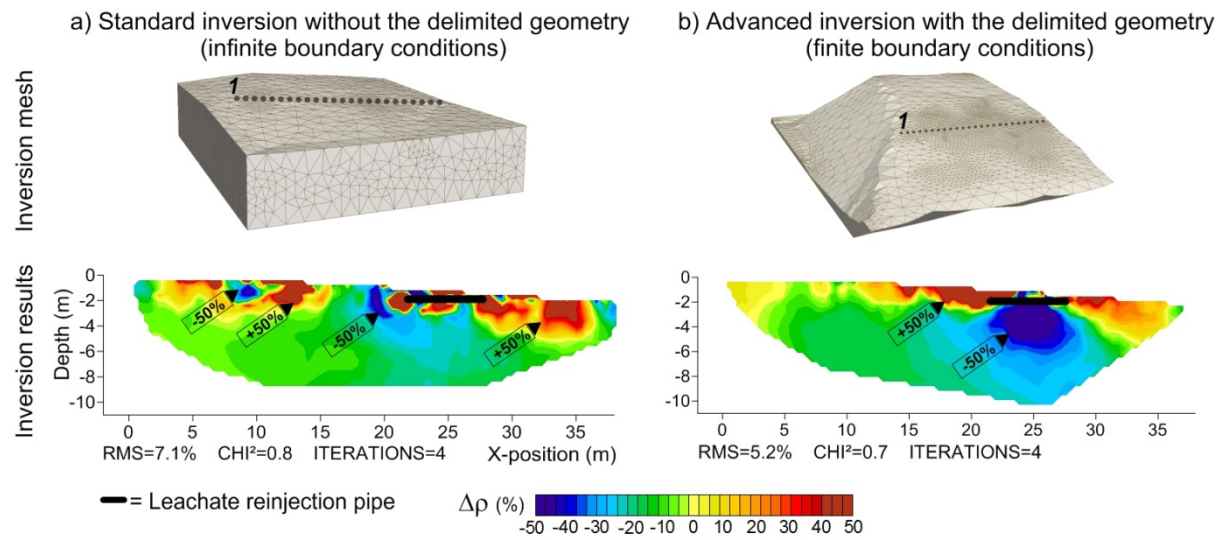 a) Standard inversion without the delimited geometry
(infinite boundary conditions)
b) Advanced inversion with the delimited geometry
(finite boundary conditions)
Inversion mesh
1
1
Inversion results
Depth (m)
0
-2
-4
-6
-8
-10
-50%
+50%
-50%
+50%
0 5 10 15 20 25 30 35
RMS=7.1% CHI²=0.8 ITERATIONS=4 X-position (m)
0
-2
-4
-6
-8
-10
+50%
-50%
0 5 10 15 20 25 30 35
RMS=5.2% CHI²=0.7 ITERATIONS=4
= Leachate reinjection pipe
Δρ (%)
-50 -40 -30 -20 -10 0 10 20 30 40 50